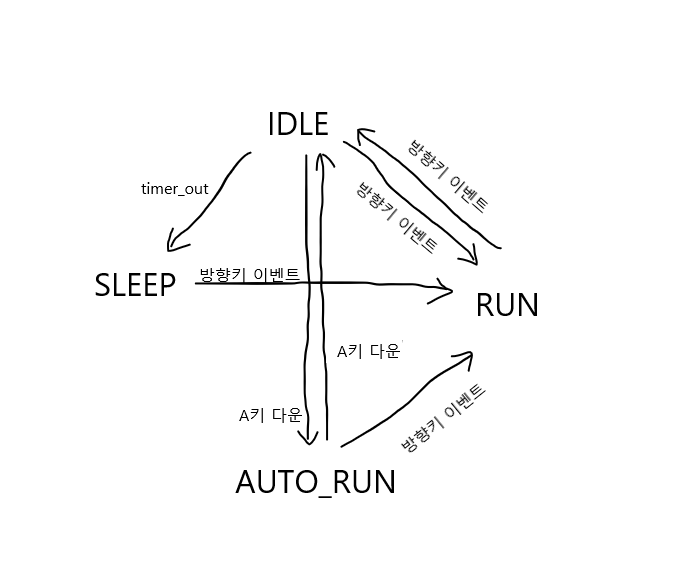 IDLE
방향키 이벤트
timer_out
방향키 이벤트
SLEEP
방향키 이벤트
RUN
A키 다운
A키 다운
방향키 이벤트
AUTO_RUN